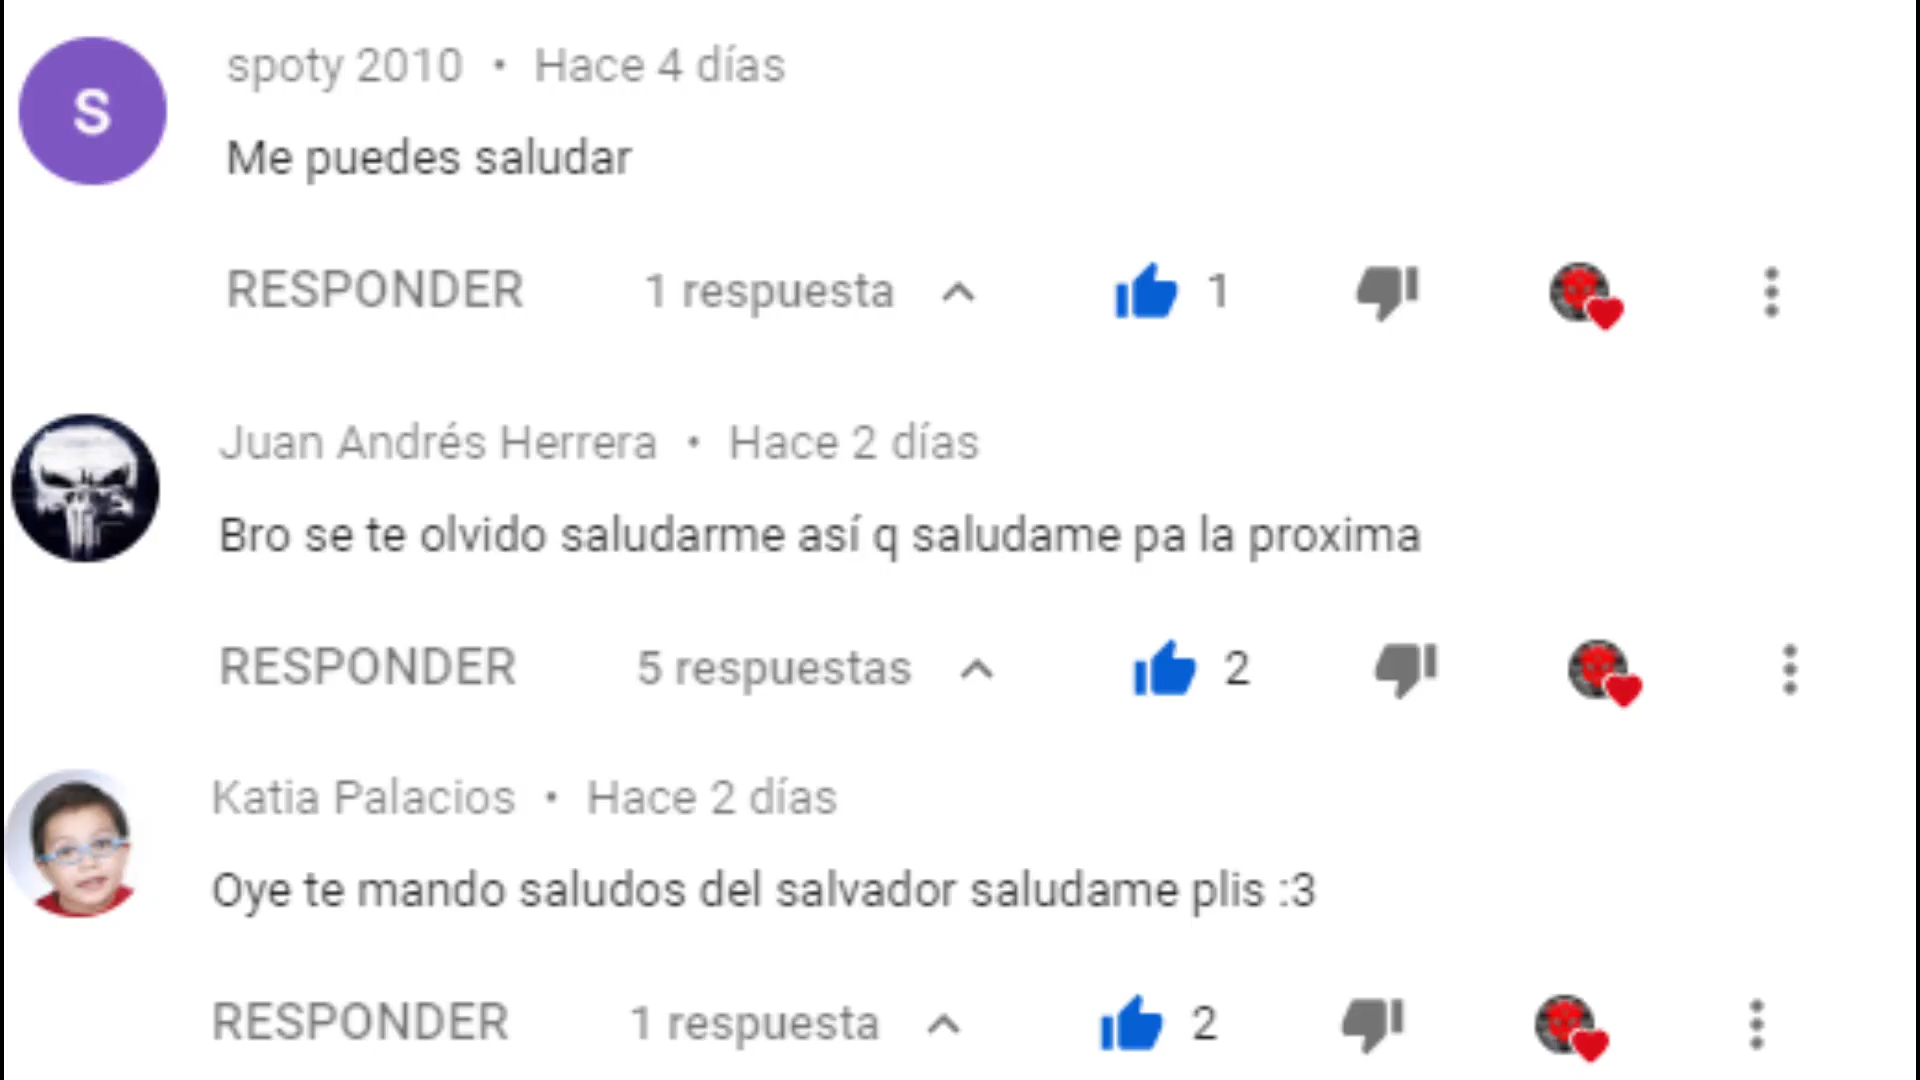 S
spoty 2010 • Hace 4 días
Me puedes saludar
RESPONDER 1 respuesta 1
Juan Andrés Herrera • Hace 2 días
Bro se te olvido saludarme así q saludame pa la proxima
RESPONDER 5 respuestas 2
Katia Palacios • Hace 2 días
Oye te mando saludos del salvador saludame plis :3
RESPONDER 1 respuesta 2